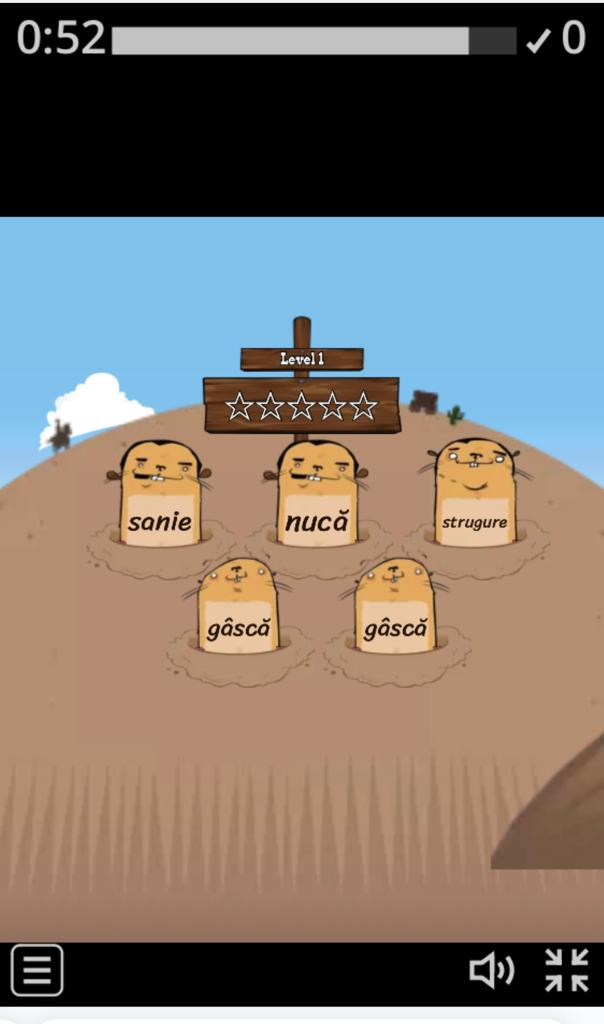 0:52
✓ 0
Level 1
sanie
nucă
strugure
gâscă
gâscă